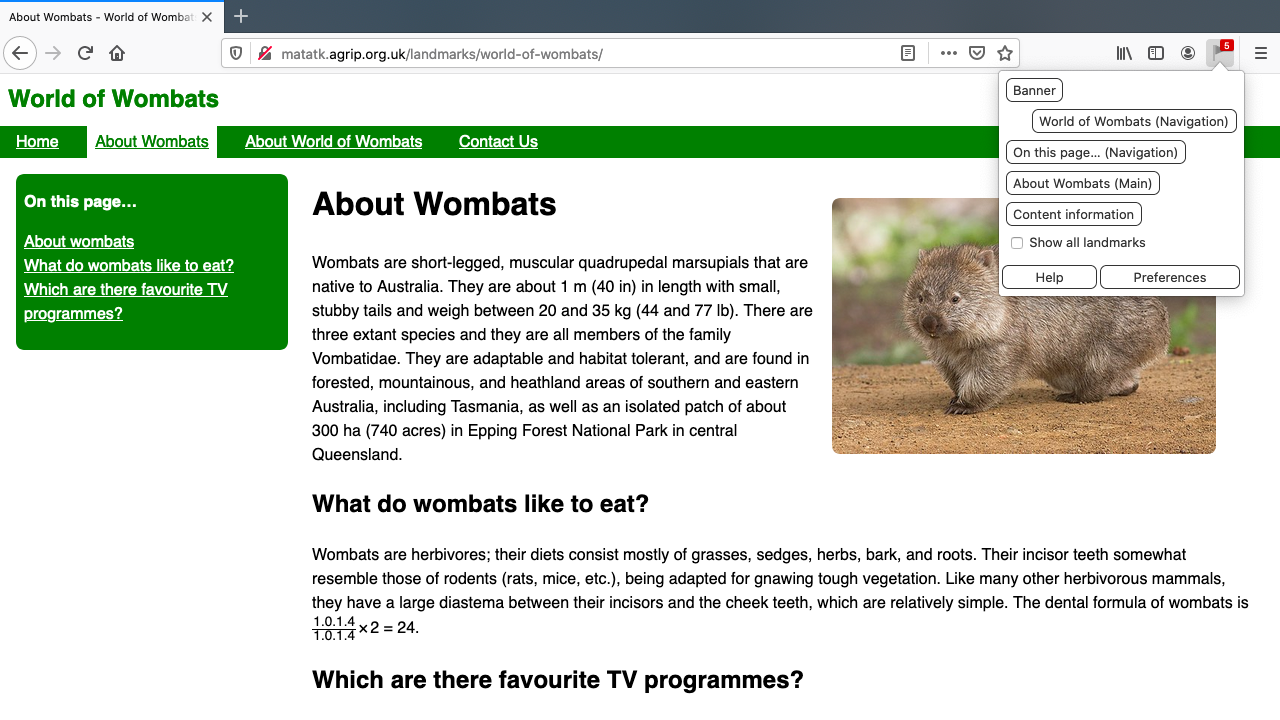 About Wombats - World of Wombat
matatk.agrip.org.uk/landmarks/world-of-wombats/
5
World of Wombats
Home About Wombats About World of Wombats Contact Us
Banner
World of Wombats (Navigation)
On this page... (Navigation)
About Wombats (Main)
Content information
Show all landmarks
Help Preferences
On this page…
About wombats
What do wombats like to eat?
Which are there favourite TV
programmes?
About Wombats
Wombats are short-legged, muscular quadrupedal marsupials that are
native to Australia. They are about 1 m (40 in) in length with small,
stubby tails and weigh between 20 and 35 kg (44 and 77 lb). There are
three extant species and they are all members of the family
Vombatidae. They are adaptable and habitat tolerant, and are found in
forested, mountainous, and heathland areas of southern and eastern
Australia, including Tasmania, as well as an isolated patch of about
300 ha (740 acres) in Epping Forest National Park in central
Queensland.
What do wombats like to eat?
Wombats are herbivores; their diets consist mostly of grasses, sedges, herbs, bark, and roots. Their incisor teeth somewhat
resemble those of rodents (rats, mice, etc.), being adapted for gnawing tough vegetation. Like many other herbivorous mammals,
they have a large diastema between their incisors and the cheek teeth, which are relatively simple. The dental formula of wombats is
1.0.1.4
1.0.1.4 × 2 = 24.
Which are there favourite TV programmes?